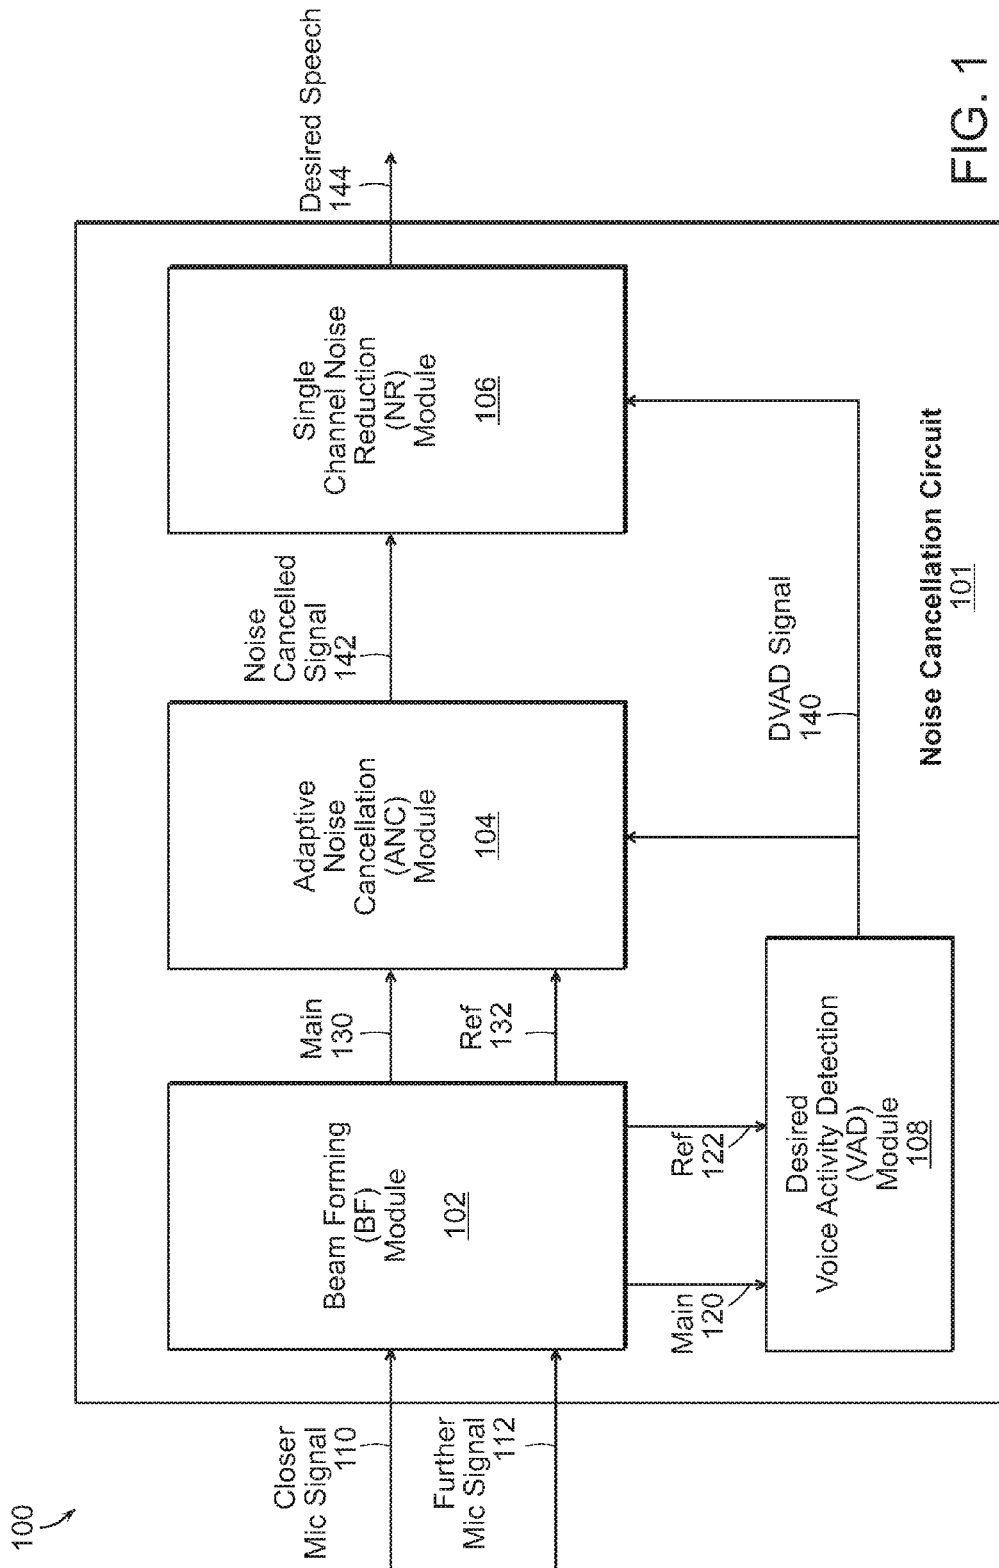 100
Closer
Mic Signal
110
Further
Mic Signal
112
Beam Forming
(BF)
Module
102
Main
130
Ref
132
Main
120
Ref
122
Desired
Voice Activity Detection
(VAD)
Module
108
Adaptive
Noise
Cancellation
(ANC)
Module
104
Noise
Cancelled
Signal
142
DVAD Signal
140
Single
Channel Noise
Reduction
(NR)
Module
106
Desired Speech
144
Noise Cancellation Circuit
101
FIG. 1